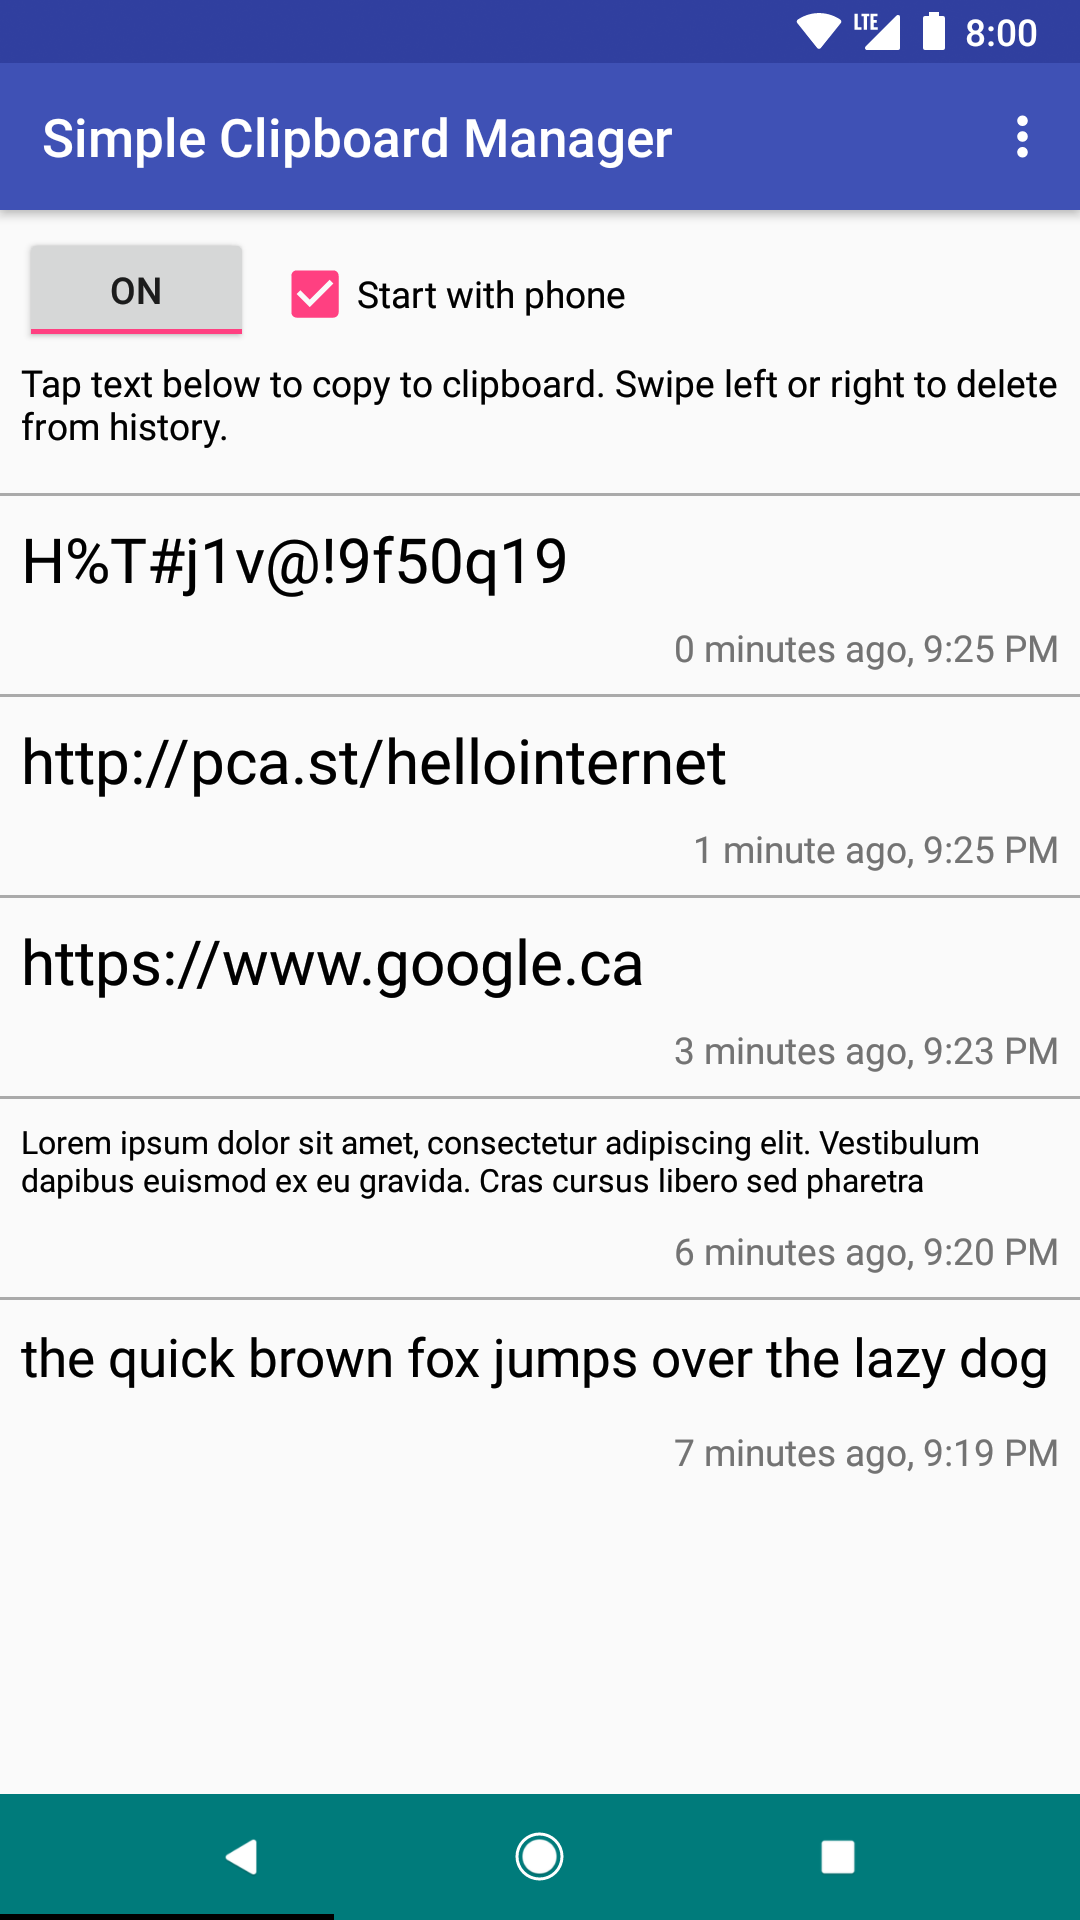 LTE 8:00
Simple Clipboard Manager
ON Start with phone
Tap text below to copy to clipboard. Swipe left or right to delete
from history.
H%T#j1v@!9f50q19
0 minutes ago, 9:25 PM
http://pca.st/hellointernet
1 minute ago, 9:25 PM
https://www.google.ca
3 minutes ago, 9:23 PM
Lorem ipsum dolor sit amet, consectetur adipiscing elit. Vestibulum
dapibus euismod ex eu gravida. Cras cursus libero sed pharetra
6 minutes ago, 9:20 PM
the quick brown fox jumps over the lazy dog
7 minutes ago, 9:19 PM